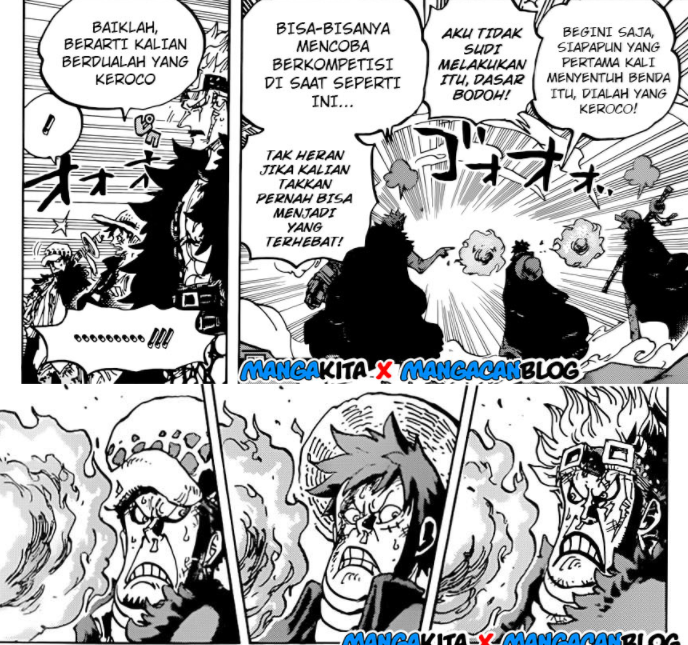 BEGINI SAJA,
SIAPAPUN YANG
PERTAMA KALI
MENYENTUH BENDA
ITU, DIALAH YANG
KEROCO!
AKU TIDAK
SUDI
MELAKUKAN
ITU, DASAR
BODOH!
BISA-BISANYA
MENCOBA
BERKOMPETISI
DI SAAT SEPERTI
INI...
TAK HERAN
JIKA KALIAN
TAKKAN
PERNAH BISA
MENJADI
YANG
TERHEBAT!
ゴォオオ..
BAIKLAH,
BERARTI KALIAN
BERDUALAH YANG
KEROCO
!
オオ
..........!!!
MANGAKITA X MANGACANBLOG
MANGAKITA X MANGACANBLOG